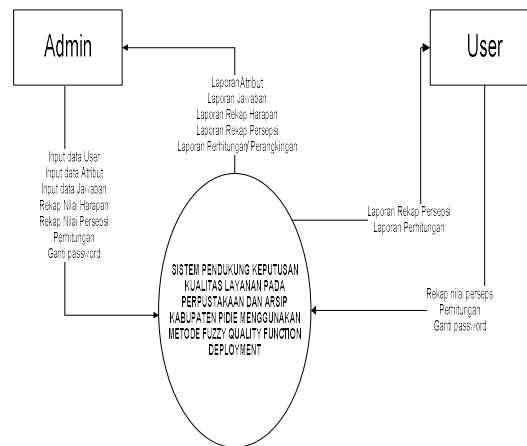 Admin
User
Laporan Atribut
Laporan Jawaban
Laporan Rekap Harapan
Laporan Rekap Persepsi
Laporan Perhitungan/ Perangkingan
Input data User
Input data Atribut
Input data Jawaban
Rekap Nilai Harapan
Rekap Nilai Persepsi
Perhitungan
Ganti password
Laporan Rekap Persepsi
Laporan Perhitungan
SISTEM PENDUKUNG KEPUTUSAN
KUALITAS LAYANAN PADA
PERPUSTAKAAN DAN ARSIP
KABUPATEN PIDIE MENGGUNAKAN
METODE FUZZY QUALITY FUNCTION
DEPLOYMENT
Rekap nilai perseps
Perhitungan
Ganti password